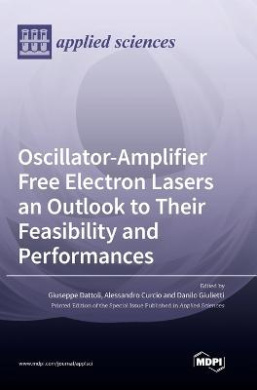 applied sciences
Oscillator-Amplifier
Free Electron Lasers
an Outlook to Their
Feasibility and
Performances
Edited by
Giuseppe Dattoli, Alessandro Curcio and Danilo Giulietti
Printed Edition of the Special Issue Published in Applied Sciences
www.mdpi.com/journal/applsci
MDPI